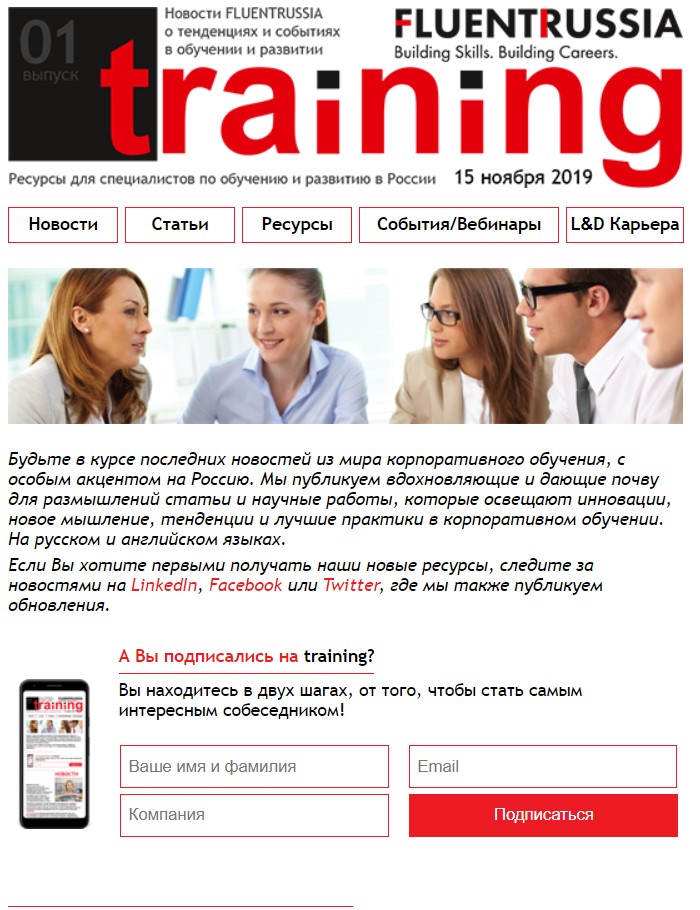 01
выпуск
Новости FLUENTRUSSIA
о тенденциях и событиях
в обучении и развитии
FLUENTRUSSIA
Building Skills. Building Careers.
training
Ресурсы для специалистов по обучению и развитию в России
15 ноября 2019
Новости
Статьи
Ресурсы
События/Вебинары
L&D Карьера
Будьте в курсе последних новостей из мира корпоративного обучения, с
особым акцентом на Россию. Мы публикуем вдохновляющие и дающие почву
для размышлений статьи и научные работы, которые освещают инновации,
новое мышление, тенденции и лучшие практики в корпоративном обучении.
На русском и английском языках.
Если Вы хотите первыми получать наши новые ресурсы, следите за
новостями на LinkedIn, Facebook или Twitter, где мы также публикуем
обновления.
А Вы подписались на training?
Вы находитесь в двух шагах, от того, чтобы стать самым
интересным собеседником!
training
НОВОСТИ
Ваше имя и фамилия
Email
Компания
Подписаться